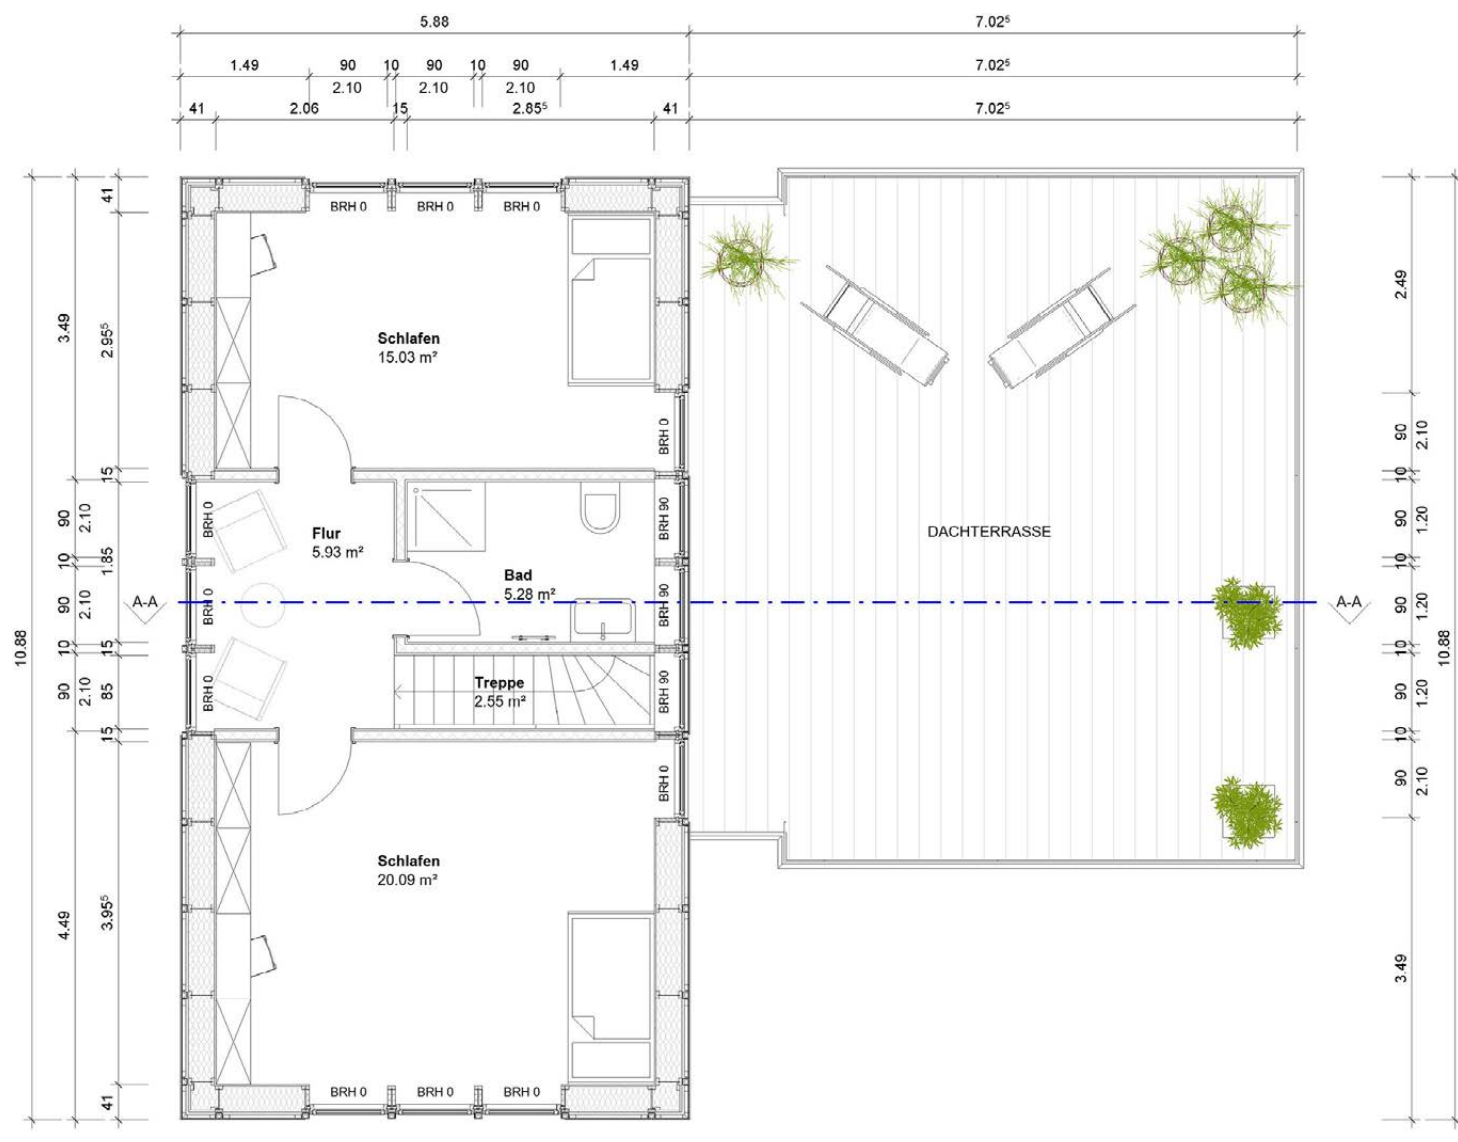 5.88
7.02⁵
1.49
90
10
90
10
90
1.49
7.02⁵
2.10
2.10
2.10
41
2.06
15
2.85⁵
41
7.02⁵
BRH 0
BRH 0
BRH 0
10.88
3.49
90
2.10
10
90
2.10
10
90
2.10
4.49
41
2.95⁵
15
1.85
15
85
15
3.95⁵
41
Schlafen
15.03 m²
BRH 0
BRH 0
BRH 0
BRH 0
Flur
5.93 m²
Bad
5.28 m²
BRH 90
BRH 90
BRH 90
Treppe
2.55 m²
A-A
A-A
DACHTERRASSE
BRH 0
Schlafen
20.09 m²
BRH 0
BRH 0
BRH 0
2.49
90
2.10
10
90
1.20
10
90
1.20
10
90
1.20
10
90
2.10
3.49
10.88